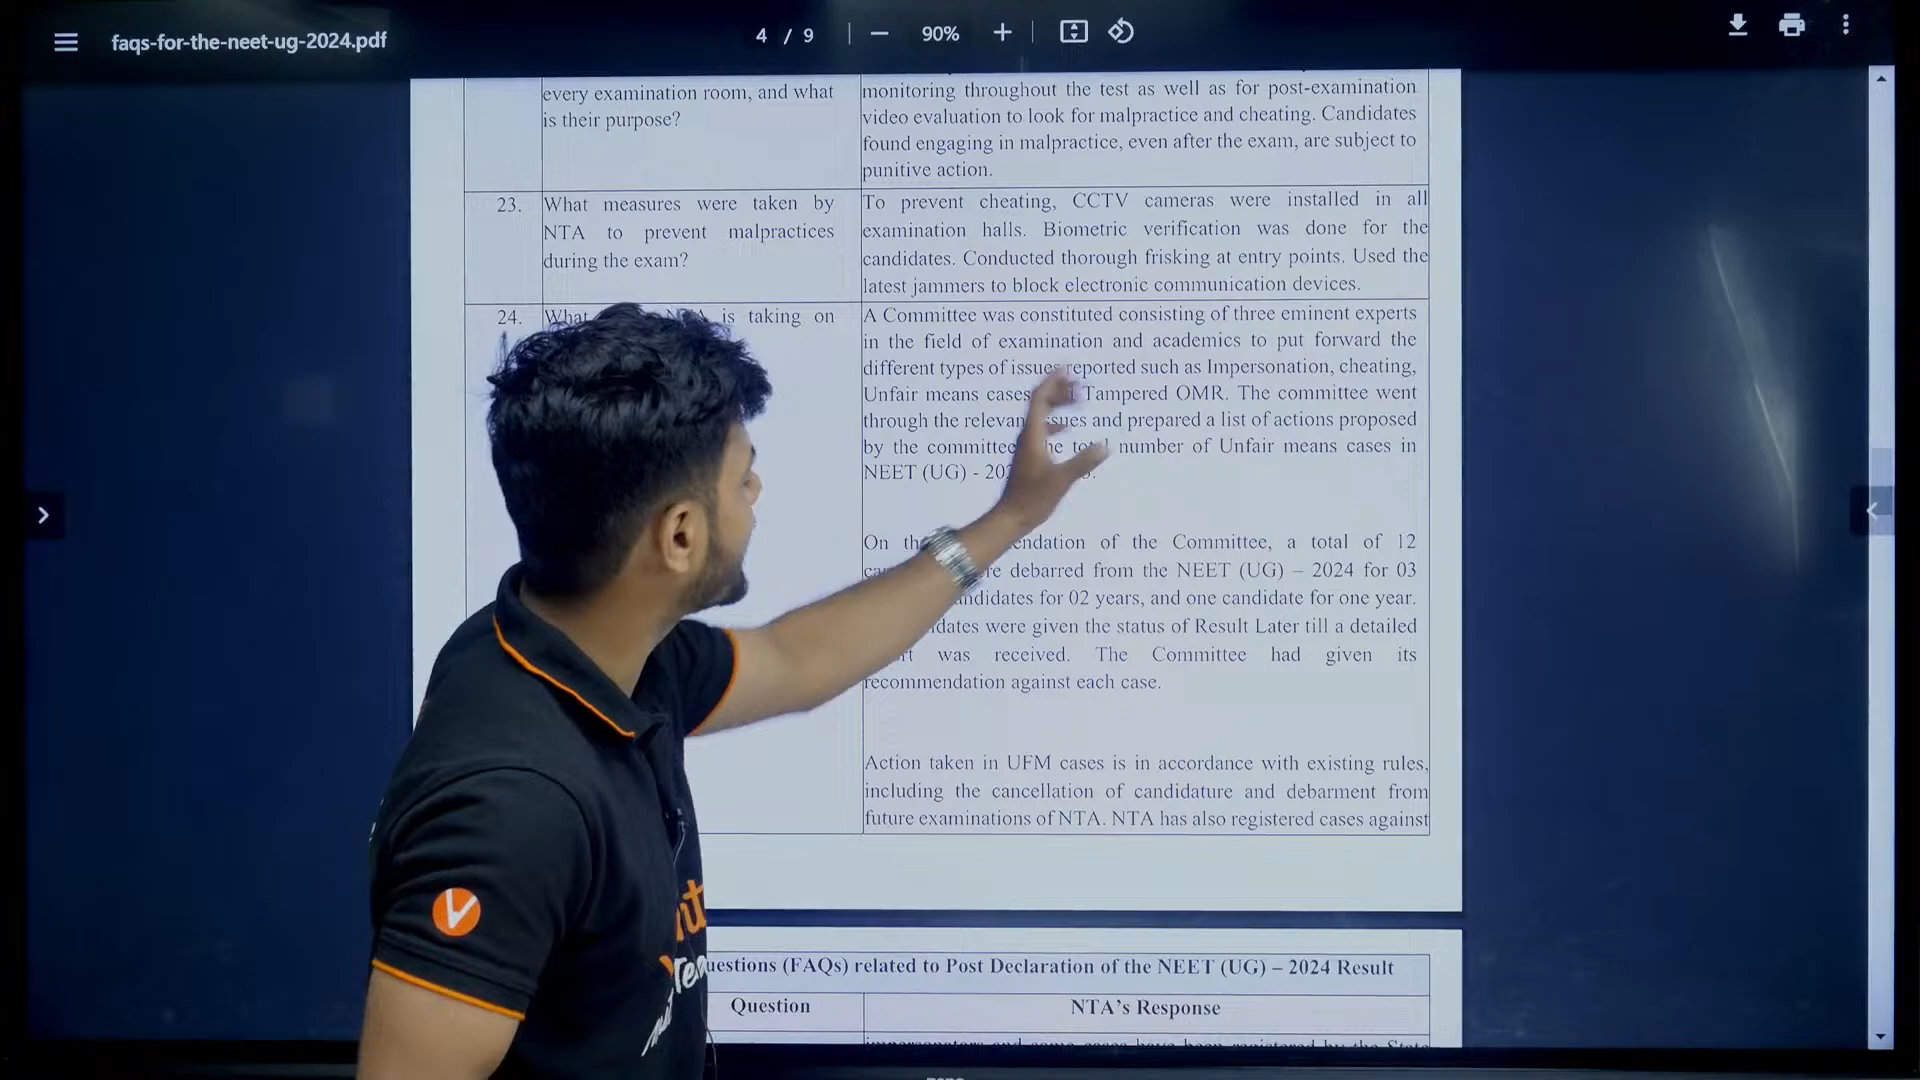 faqs-for-the-neet-ug-2024.pdf
4 / 9
90%
every examination room, and what
is their purpose?
monitoring throughout the test as well as for post-examination
video evaluation to look for malpractice and cheating. Candidates
found engaging in malpractice, even after the exam, are subject to
punitive action.
23.
What measures were taken by
NTA to prevent malpractices
during the exam?
To prevent cheating, CCTV cameras were installed in all
examination halls. Biometric verification was done for the
candidates. Conducted thorough frisking at entry points. Used the
latest jammers to block electronic communication devices.
24.
What is taking on
A Committee was constituted consisting of three eminent experts
in the field of examination and academics to put forward the
different types of issues reported such as Impersonation, cheating,
Unfair means cases Tampered OMR. The committee went
through the relevant issues and prepared a list of actions proposed
by the committee number of Unfair means cases in
NEET (UG) -
On the Committee, a total of 12
debarred from the NEET (UG) – 2024 for 03
for 02 years, and one candidate for one year.
were given the status of Result Later till a detailed
was received. The Committee had given its
recommendation against each case.
Action taken in UFM cases is in accordance with existing rules,
including the cancellation of candidature and debarment from
future examinations of NTA. NTA has also registered cases against
(FAQs) related to Post Declaration of the NEET (UG) – 2024 Result
Question
NTA's Response